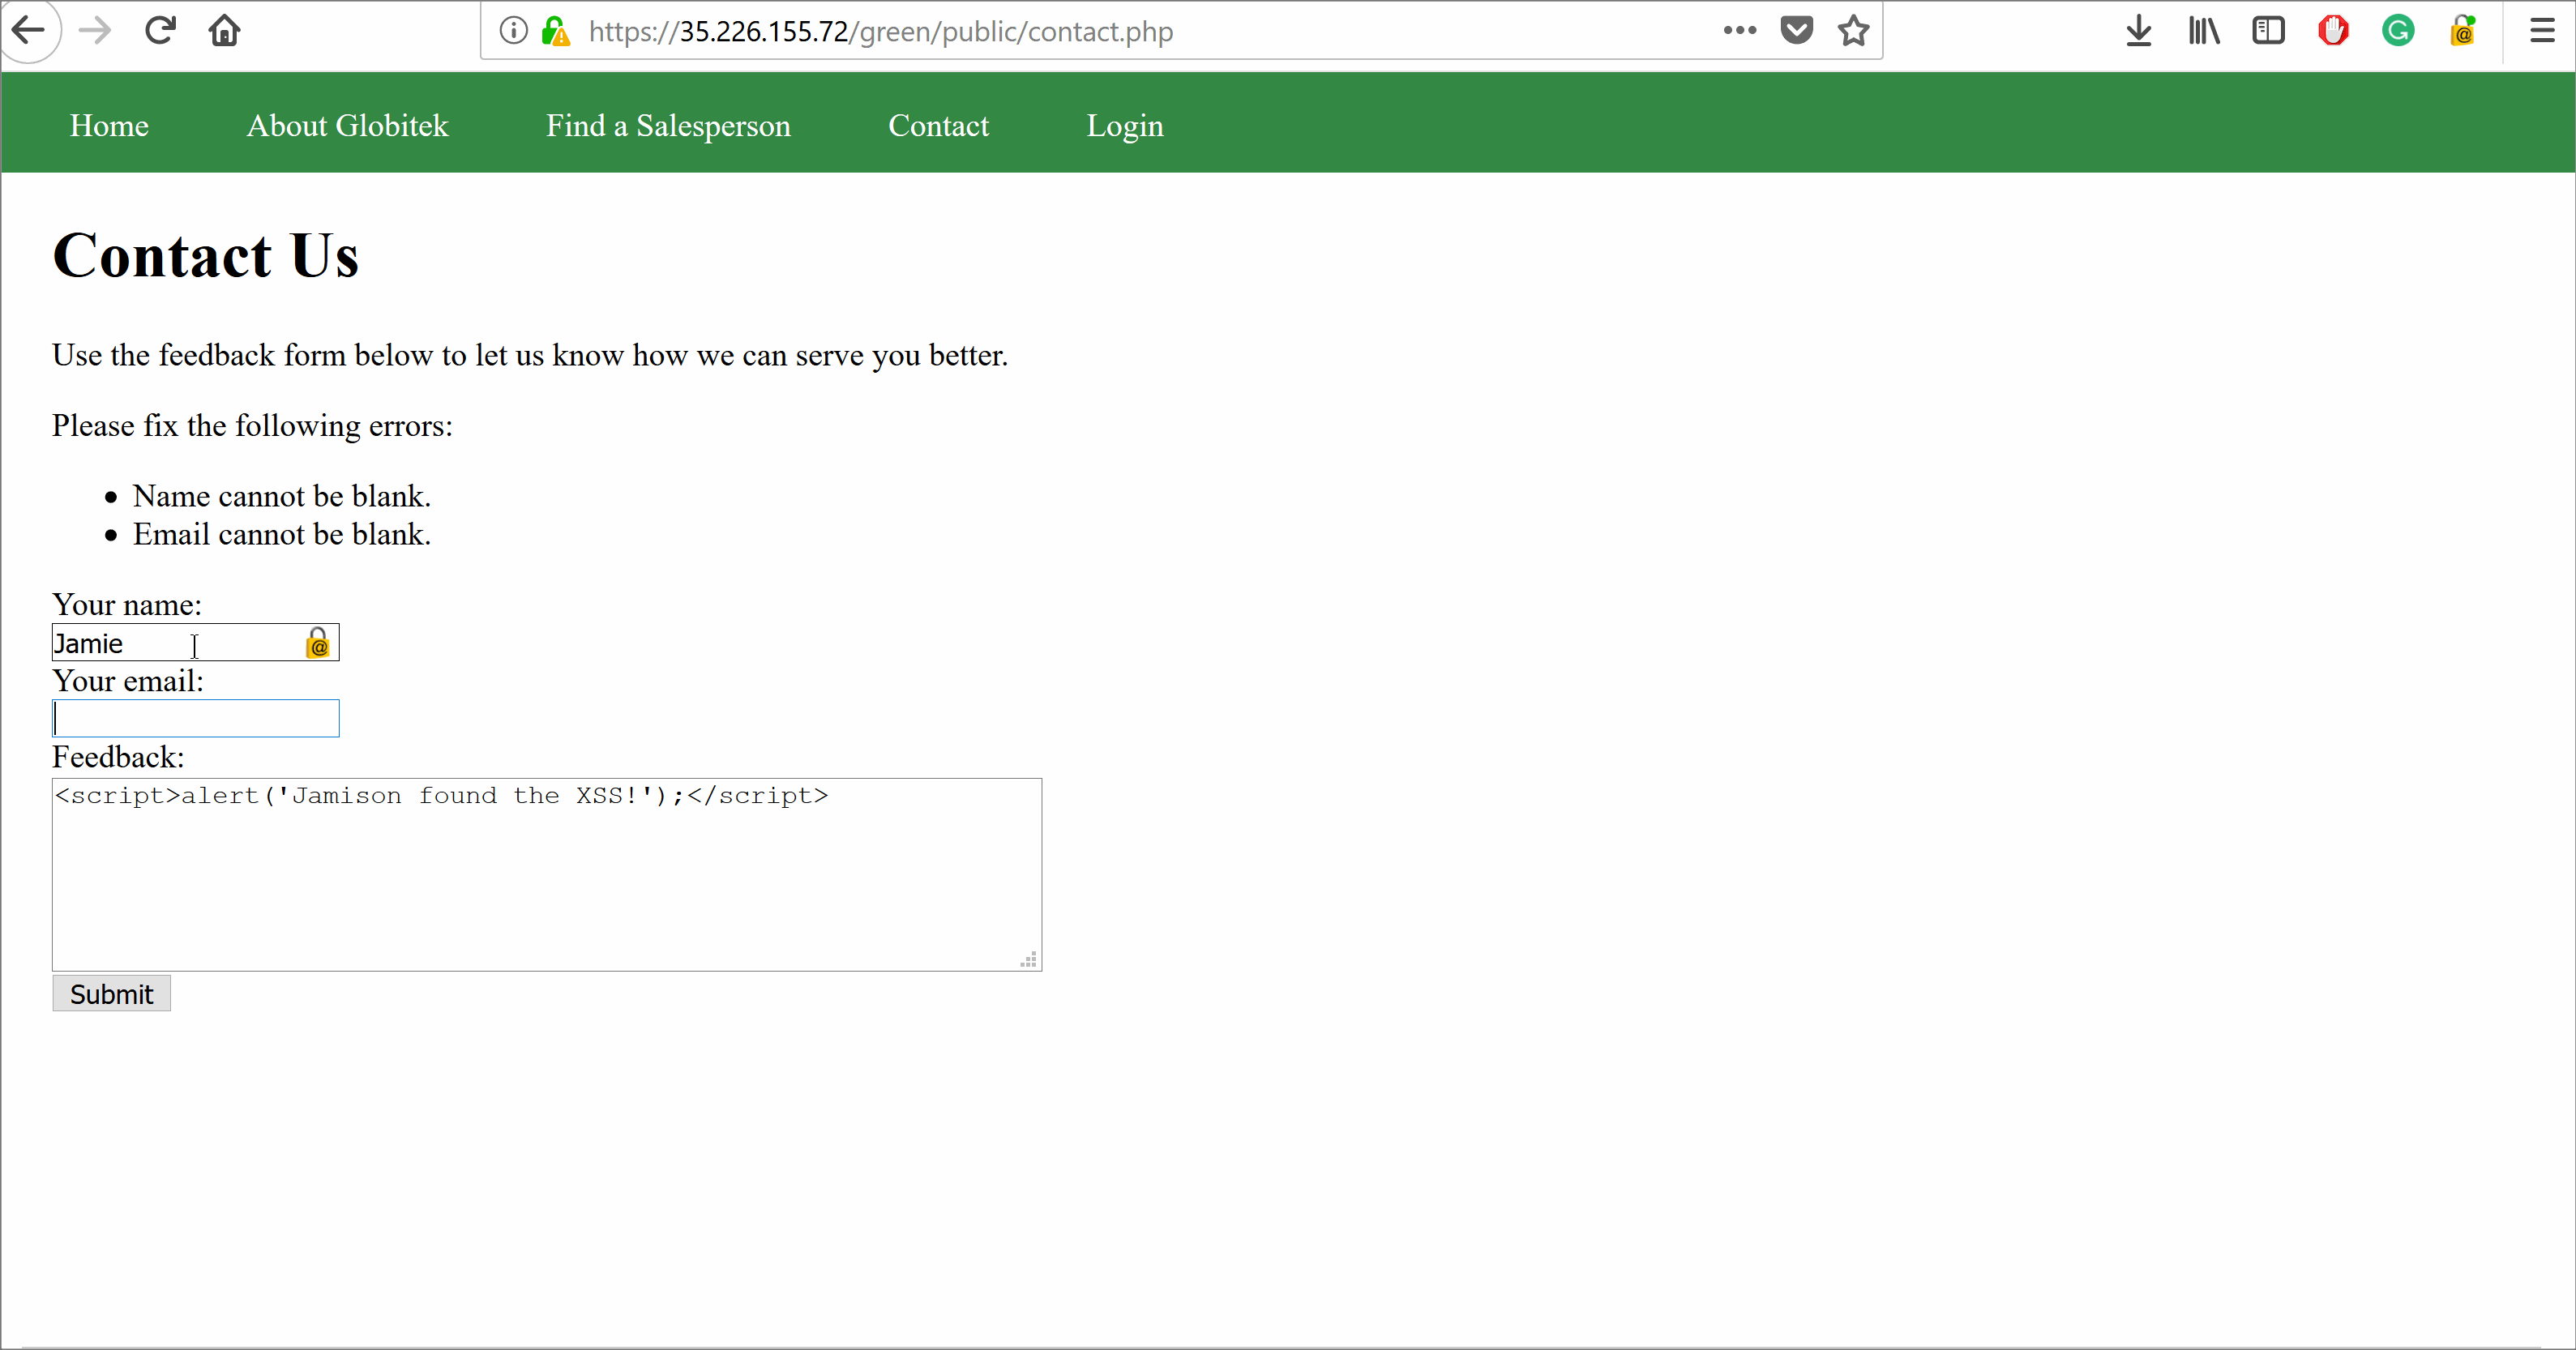 https://35.226.155.72/green/public/contact.php
Home About Globitek Find a Salesperson Contact Login
Contact Us
Use the feedback form below to let us know how we can serve you better.
Please fix the following errors:
Name cannot be blank.
Email cannot be blank.
Your name:
Jamie
Your email:
Feedback:
<script>alert('Jamison found the XSS!');</script>
Submit